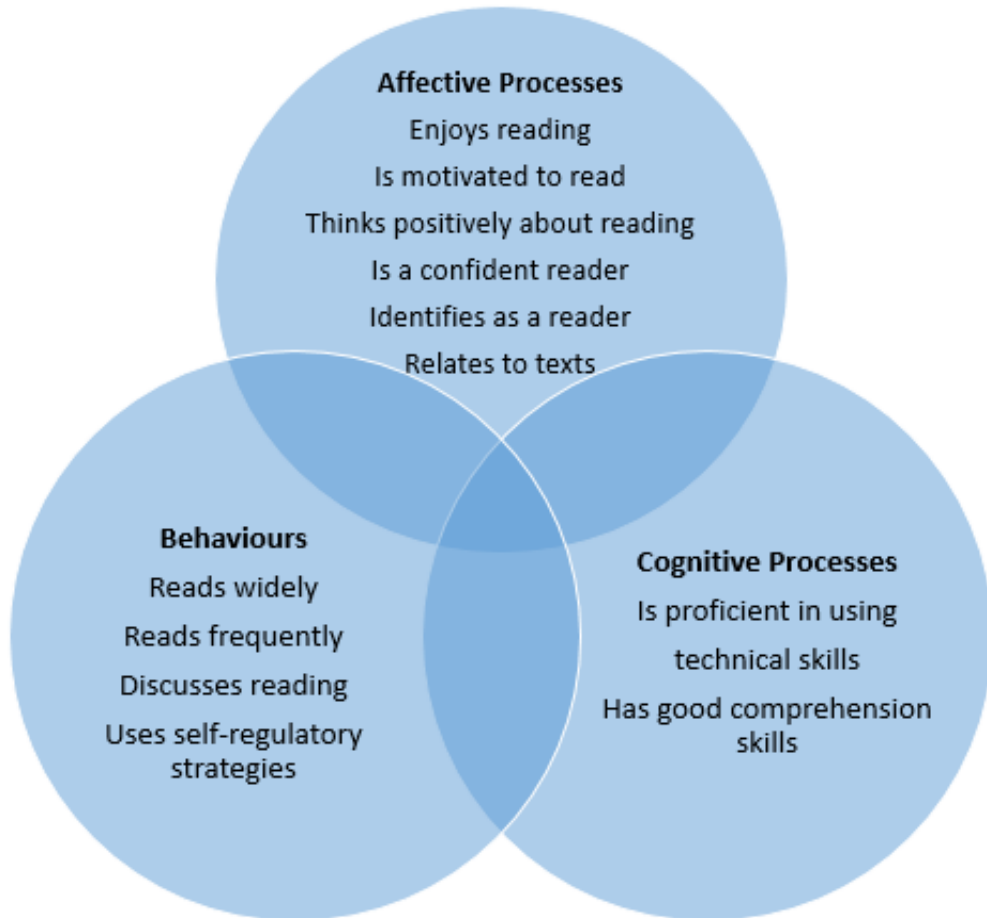 Affective Processes
Enjoys reading
Is motivated to read
Thinks positively about reading
Is a confident reader
Identifies as a reader
Relates to texts
Behaviours
Reads widely
Reads frequently
Discusses reading
Uses self-regulatory
strategies
Cognitive Processes
Is proficient in using
technical skills
Has good comprehension
skills